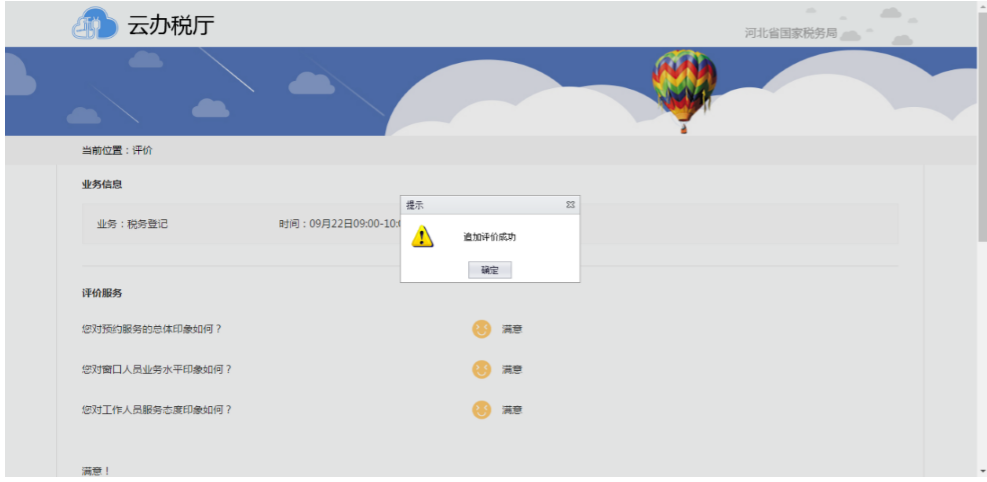 云办税厅
河北省国家税务局
当前位置：评价
业务信息
业务：税务登记 时间：09月22日09:00-10:
提示
追加评价成功
确定
评价服务
您对预约服务的总体印象如何？ 满意
您对窗口人员业务水平印象如何？ 满意
您对工作人员服务态度印象如何？ 满意
满意！